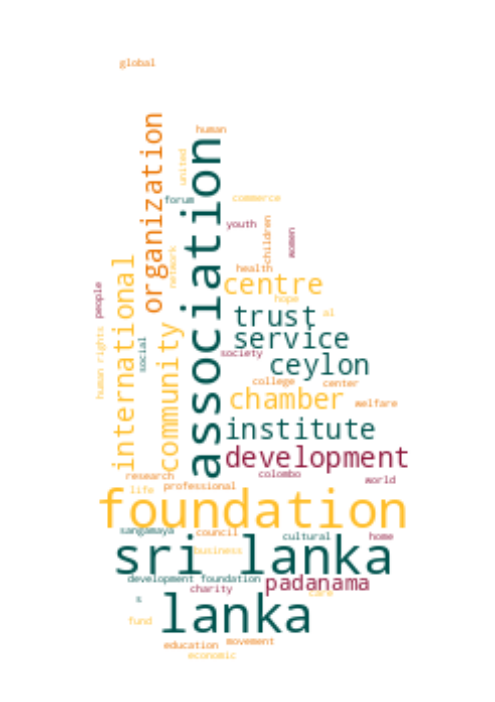 global
organization
human
association
united
forum
commerce
youth
children
women
network
health
international
centre
hope
people
trust
al
service
social
human rights
community
society
ceylon
college
center
chamber
welfare
institute
development
research
colombo
world
life
professional
foundation
sangamaya
council
cultural
home
sri lanka
business
development foundation
padanama
charity
care
s
lanka
fund
education
movement
economic